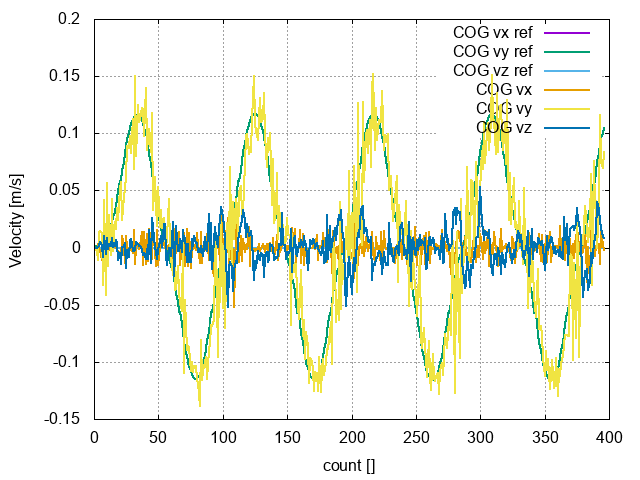 0.2
0.15
0.1
0.05
0
-0.05
-0.1
-0.15
Velocity [m/s]
COG vx ref
COG vy ref
COG vz ref
COG vx
COG vy
COG vz
0 50 100 150 200 250 300 350 400
count []